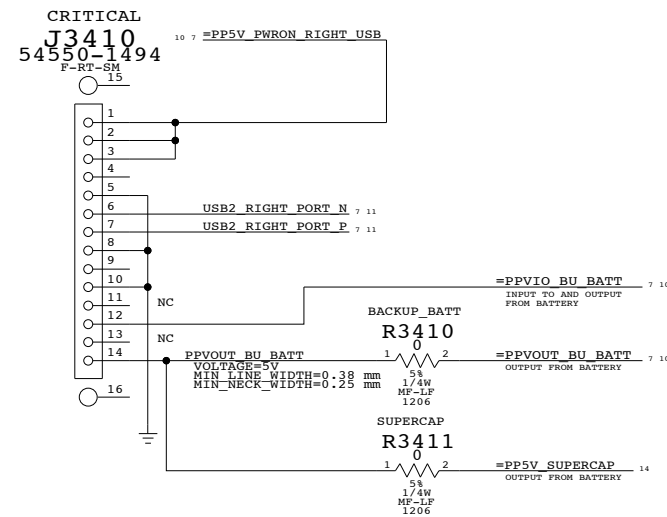 CRITICAL
J3410
54550-1494
F-RT-SM
10 7 =PP5V_PWRON_RIGHT_USB
15
1
2
3
4
5
6 USB2_RIGHT_PORT_N 7 11
7 USB2_RIGHT_PORT_P 7 11
8
9
10
=PPVIO_BU_BATT 7 10
INPUT TO AND OUTPUT
FROM BATTERY
11 NC
12
13 NC
14
BACKUP_BATT
R3410
0
PPVOUT_BU_BATT 1 2 =PPVOUT_BU_BATT 7 10
OUTPUT FROM BATTERY
VOLTAGE=5V
MIN_LINE_WIDTH=0.38 mm
MIN_NECK_WIDTH=0.25 mm
5%
1/4W
MF-LF
1206
16
SUPERCAP
R3411
0
1 2 =PP5V_SUPERCAP 14
OUTPUT FROM BATTERY
5%
1/4W
MF-LF
1206